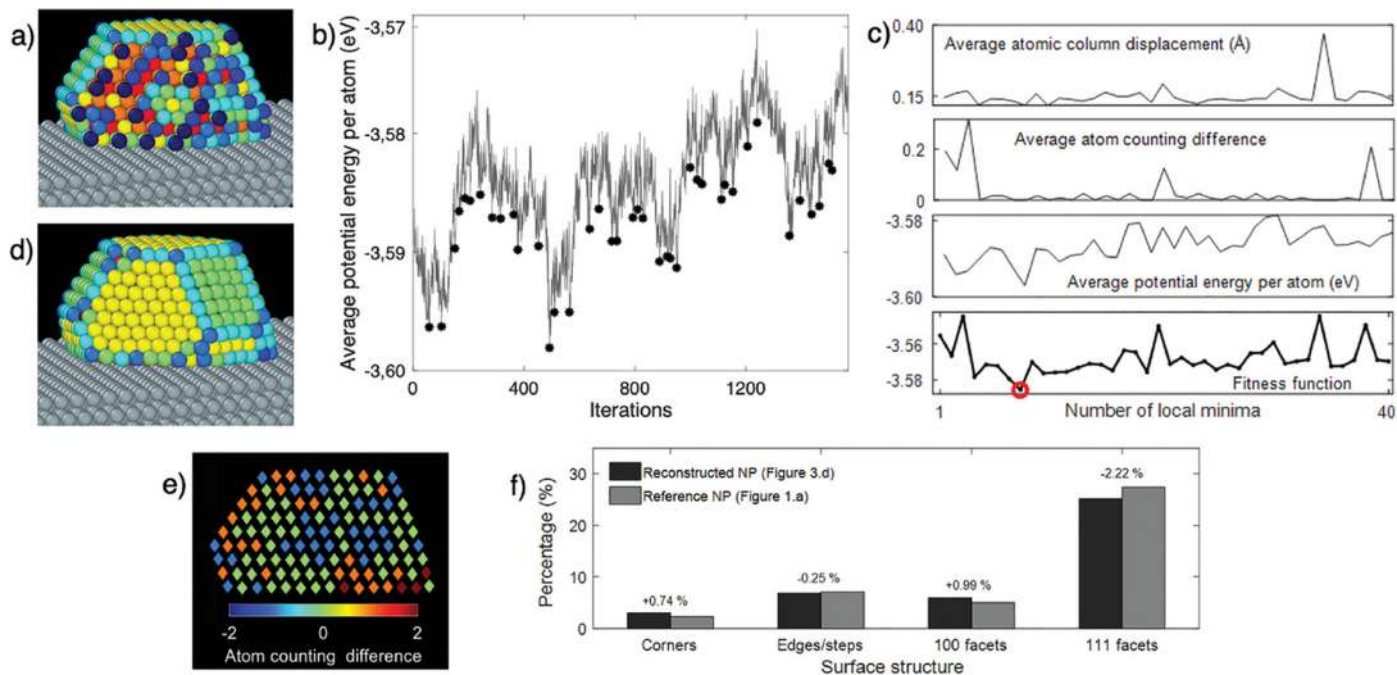 a)
b)
Average potential energy per atom (eV)
-3,57
-3,58
-3,59
-3,60
0
400
800
1200
Iterations
c)
0.40
Average atomic column displacement (Å)
0.15
Average atom counting difference
0.2
0
-3.58
Average potential energy per atom (eV)
-3.60
-3.56
-3.58
Fitness function
1
Number of local minima
40
d)
e)
-2
0
2
Atom counting difference
f)
Percentage (%)
30
20
10
0
Reconstructed NP (Figure 3.d)
Reference NP (Figure 1.a)
+0.74 %
-0.25 %
+0.99 %
-2.22 %
Corners
Edges/steps
100 facets
111 facets
Surface structure